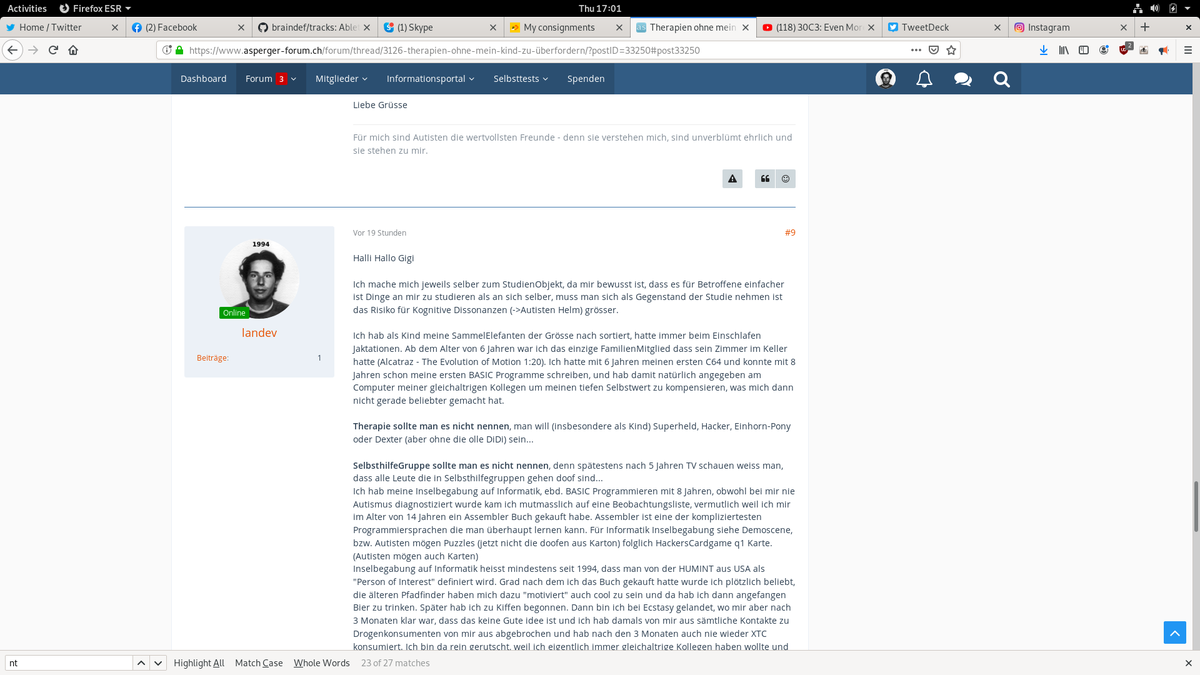 Activities Firefox ESR Thu 17:01
Home / Twitter (2) Facebook braindef/tracks: Able (1) Skype My consignments Therapien ohne mein (118) 30C3: Even Mor TweetDeck Instagram
https://www.asperger-forum.ch/forum/thread/3126-therapien-ohne-mein-kind-zu-überfordern/?postID=33250#post33250
Dashboard Forum 3 Mitglieder Informationsportal Selbsttests Spenden
Liebe Grüsse
Für mich sind Autisten die wertvollsten Freunde - denn sie verstehen mich, sind unverblümt ehrlich und
sie stehen zu mir.
1994
Online
landev
Beiträge: 1
Vor 19 Stunden #9
Halli Hallo Gigi
Ich mache mich jeweils selber zum StudienObjekt, da mir bewusst ist, dass es für Betroffene einfacher
ist Dinge an mir zu studieren als an sich selber, muss man sich als Gegenstand der Studie nehmen ist
das Risiko für Kognitive Dissonanzen (->Autisten Helm) grösser.
Ich hab als Kind meine SammelElefanten der Grösse nach sortiert, hatte immer beim Einschlafen
Jaktationen. Ab dem Alter von 6 Jahren war ich das einzige FamilienMitglied dass sein Zimmer im Keller
hatte (Alcatraz - The Evolution of Motion 1:20). Ich hatte mit 6 Jahren meinen ersten C64 und konnte mit 8
Jahren schon meine ersten BASIC Programme schreiben, und hab damit natürlich angegeben am
Computer meiner gleichaltrigen Kollegen um meinen tiefen Selbstwert zu kompensieren, was mich dann
nicht gerade beliebter gemacht hat.
Therapie sollte man es nicht nennen, man will (insbesondere als Kind) Superheld, Hacker, Einhorn-Pony
oder Dexter (aber ohne die olle DiDi) sein...
SelbsthilfeGruppe sollte man es nicht nennen, denn spätestens nach 5 Jahren TV schauen weiss man,
dass alle Leute die in Selbsthilfegruppen gehen doof sind...
Ich hab meine Inselbegabung auf Informatik, ebd. BASIC Programmieren mit 8 Jahren, obwohl bei mir nie
Autismus diagnostiziert wurde kam ich mutmasslich auf eine Beobachtungsliste, vermutlich weil ich mir
im Alter von 14 Jahren ein Assembler Buch gekauft habe. Assembler ist eine der kompliziertesten
Programmiersprachen die man überhaupt lernen kann. Für Informatik Inselbegabung siehe Demoscene,
bzw. Autisten mögen Puzzles (jetzt nicht die doofen aus Karton) folglich HackersCardgame q1 Karte.
(Autisten mögen auch Karten)
Inselbegabung auf Informatik heisst mindestens seit 1994, dass man von der HUMINT aus USA als
"Person of Interest" definiert wird. Grad nach dem ich das Buch gekauft hatte wurde ich plötzlich beliebt,
die älteren Pfadfinder haben mich dazu "motiviert" auch cool zu sein und da hab ich dann angefangen
Bier zu trinken. Später hab ich zu Kiffen begonnen. Dann bin ich bei Ecstasy gelandet, wo mir aber nach
3 Monaten klar war, dass das keine Gute idee ist und ich hab damals von mir aus sämtliche Kontakte zu
Drogenkonsumenten von mir aus abgebrochen und hab nach den 3 Monaten auch nie wieder XTC
konsumiert. Ich bin da rein gerutscht, weil ich eigentlich immer gleichaltrige Kollegen haben wollte und
nt Highlight All Match Case Whole Words 23 of 27 matches